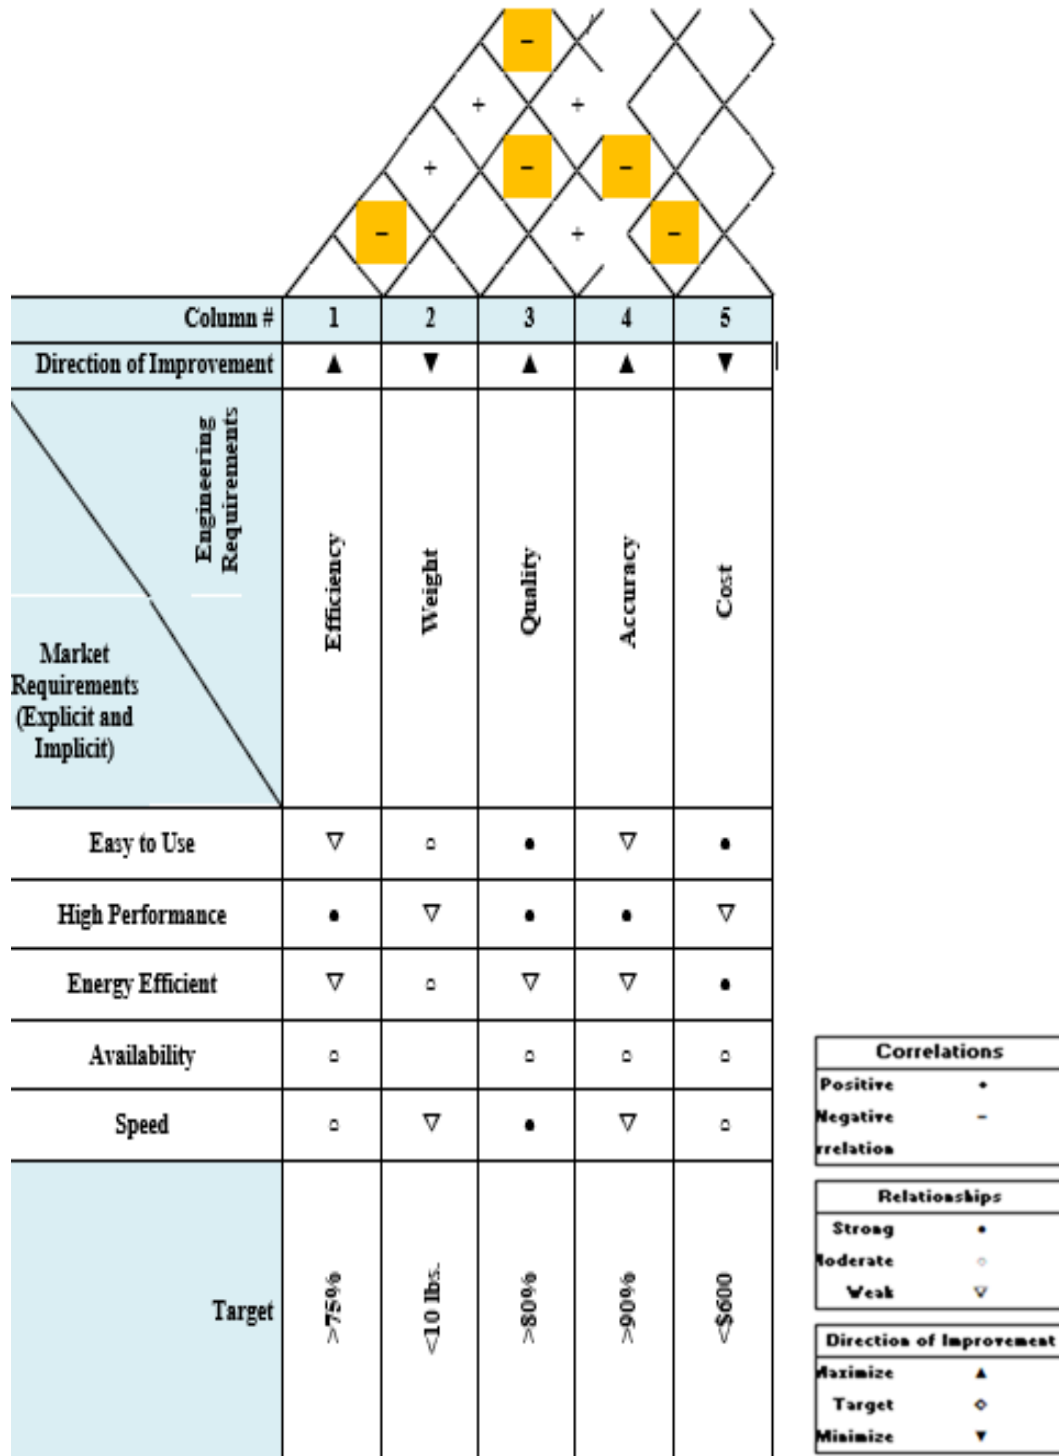 −
+ +
+ − −
− + −
Column # 1 2 3 4 5
Direction of Improvement ▲ ▼ ▲ ▲ ▼
Engineering
Requirements
Market
Requirements
(Explicit and
Implicit)
Efficiency
Weight
Quality
Accuracy
Cost
Easy to Use ▽ ○ ● ▽ ●
High Performance ● ▽ ● ● ▽
Energy Efficient ▽ ○ ▽ ▽ ●
Availability ○ ○ ○ ○
Speed ○ ▽ ● ▽ ○
Target >75% <10 lbs. >80% >90% <$600
Correlations
Positive •
Negative −
rrelation
Relationships
Strong ●
Moderate ○
Weak ▽
Direction of Improvement
Maximize ▲
Target ◇
Minimize ▼